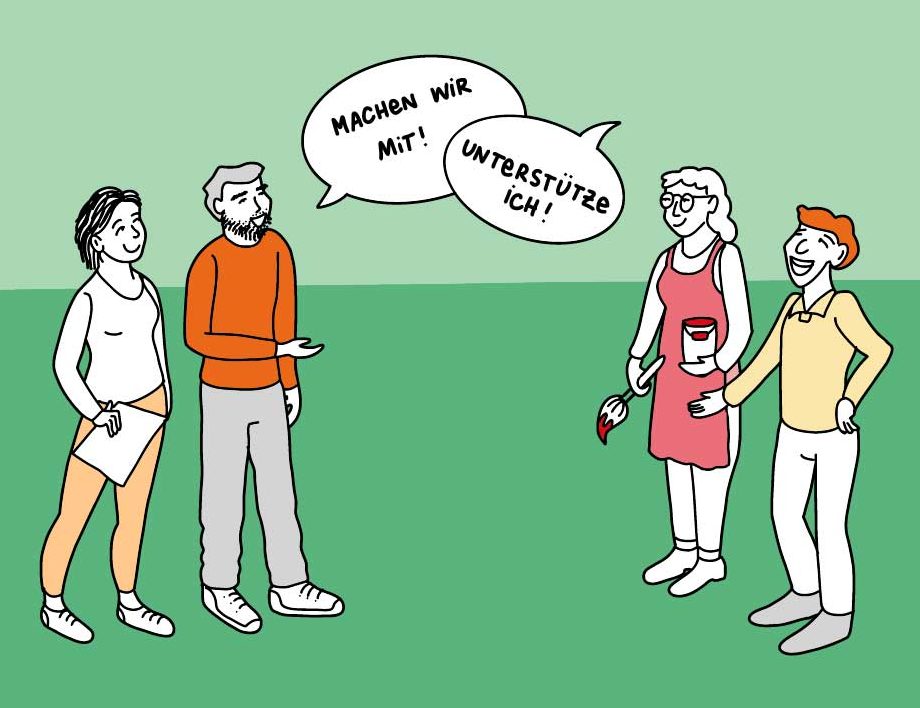 MACHEN WIR
MIT!
UNTERSTÜTZE
ICH!